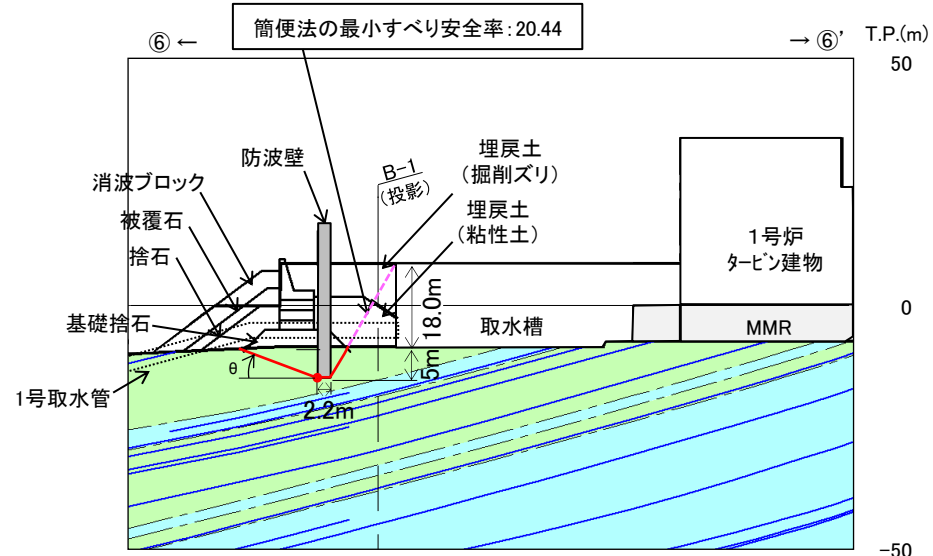 簡便法の最小すべり安全率：20.44
⑥ ←
→ ⑥’
T.P.(m)
50
防波壁
埋戻土
（掘削ズリ）
B-1
(投影)
消波ブロック
埋戻土
（粘性土）
被覆石
捨石
1号炉
タービン建物
0
18.0m
基礎捨石
取水槽
MMR
θ
5m
1号取水管
2.2m
-50